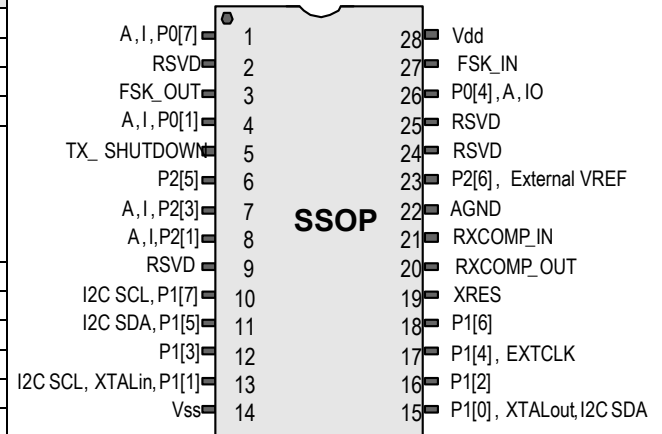 A, I, P0[7] 1 28 Vdd
RSVD 2 27 FSK_IN
FSK_OUT 3 26 P0[4], A, IO
A, I, P0[1] 4 25 RSVD
TX_ SHUTDOWN 5 24 RSVD
P2[5] 6 23 P2[6], External VREF
A, I, P2[3] 7 22 AGND
SSOP
A, I, P2[1] 8 21 RXCOMP_IN
RSVD 9 20 RXCOMP_OUT
I2C SCL, P1[7] 10 19 XRES
I2C SDA, P1[5] 11 18 P1[6]
P1[3] 12 17 P1[4], EXTCLK
I2C SCL, XTALin, P1[1] 13 16 P1[2]
Vss 14 15 P1[0], XTALout, I2C SDA